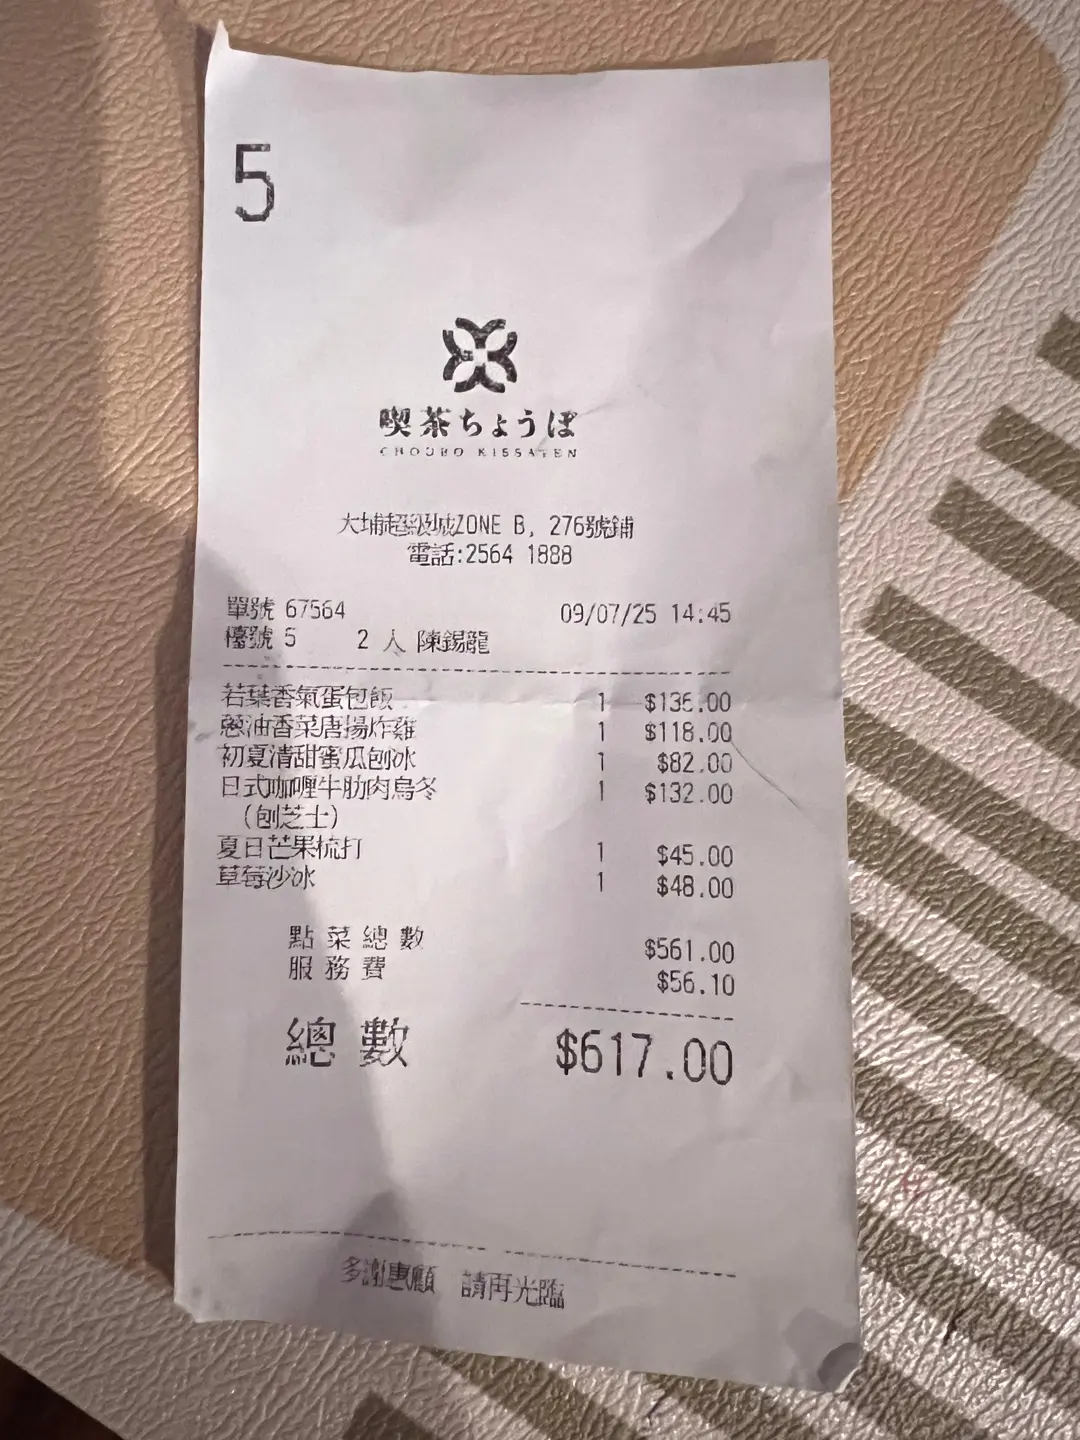 5
喫茶ちょうぼ
CHOUBO KISSATEN
大埔超級城ZONE B, 276號鋪
電話:2564 1888
單號 67564 09/07/25 14:45
檯號 5 2 人 陳錫龍
若葉香氣蛋包飯 1 $136.00
蔥油香菜唐揚炸雞 1 $118.00
初夏清甜蜜瓜刨冰 1 $82.00
日式咖喱牛肋肉烏冬 1 $132.00
(刨芝士)
夏日芒果梳打 1 $45.00
草莓沙冰 1 $48.00
點菜總數 $561.00
服務費 $56.10
總數 $617.00
多謝惠顧 請再光臨